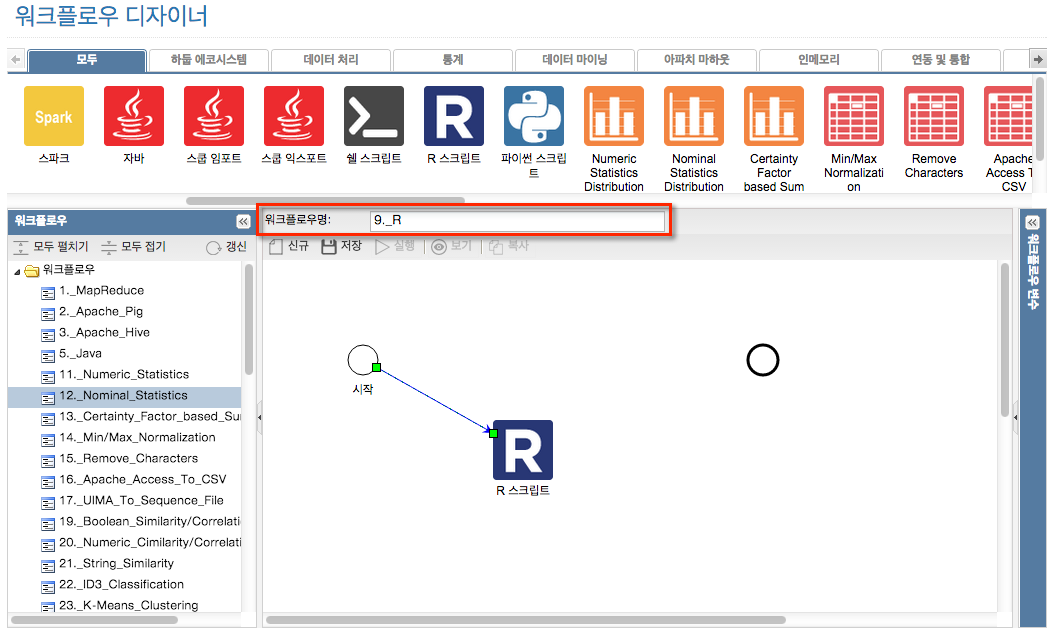 워크플로우 디자이너
모두
하둡 에코시스템
데이터 처리
통계
데이터 마이닝
아파치 마하웃
인메모리
연동 및 통합
Spark
스파크
자바
스쿱 임포트
스쿱 익스포트
쉘 스크립트
R
R 스크립트
파이썬 스크립
트
Numeric
Statistics
Distribution
Nominal
Statistics
Distribution
Certainty
Factor
based Sum
Min/Max
Normalizati
on
Remove
Characters
Apache
Access T
CSV
워크플로우
모두 펼치기
모두 접기
갱신
워크플로우
1._MapReduce
2._Apache_Pig
3._Apache_Hive
5._Java
11._Numeric_Statistics
12._Nominal_Statistics
13._Certainty_Factor_based_Su
14._Min/Max_Normalization
15._Remove_Characters
16._Apache_Access_To_CSV
17._UIMA_To_Sequence_File
19._Boolean_Similarity/Correlati
20._Numeric_Cimilarity/Correlati
21._String_Similarity
22._ID3_Classification
23._K-Means_Clustering
워크플로우명:
9._R
신규
저장
실행
보기
복사
시작
R
R 스크립트
워크플로우 변수